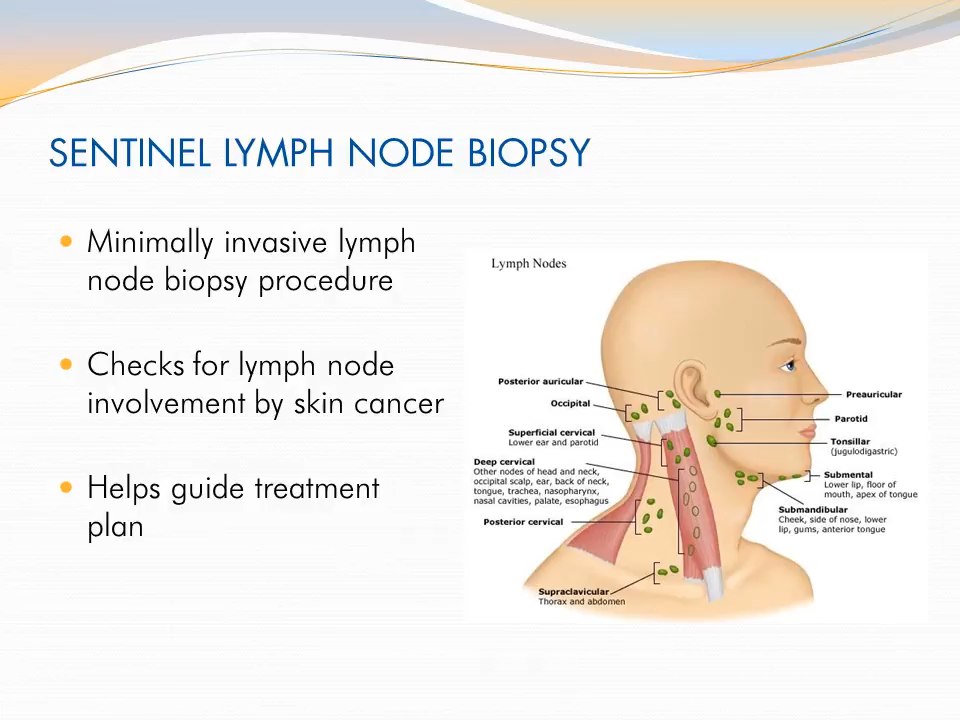 SENTINEL LYMPH NODE BIOPSY
• Minimally invasive lymph
node biopsy procedure
• Checks for lymph node
involvement by skin cancer
• Helps guide treatment
plan
Lymph Nodes
Posterior auricular
Occipital
Superficial cervical
Lower ear and parotid
Deep cervical
Other nodes of head and neck,
occipital scalp, ear, back of neck,
tongue, trachea, nasopharynx,
nasal cavities, palate, esophagus
Posterior cervical
Supraclavicular
Thorax and abdomen
Preauricular
Parotid
Tonsillar
(jugulodigastric)
Submental
Lower lip, floor of
mouth, apex of tongue
Submandibular
Cheek, side of nose, lower
lip, gums, anterior tongue